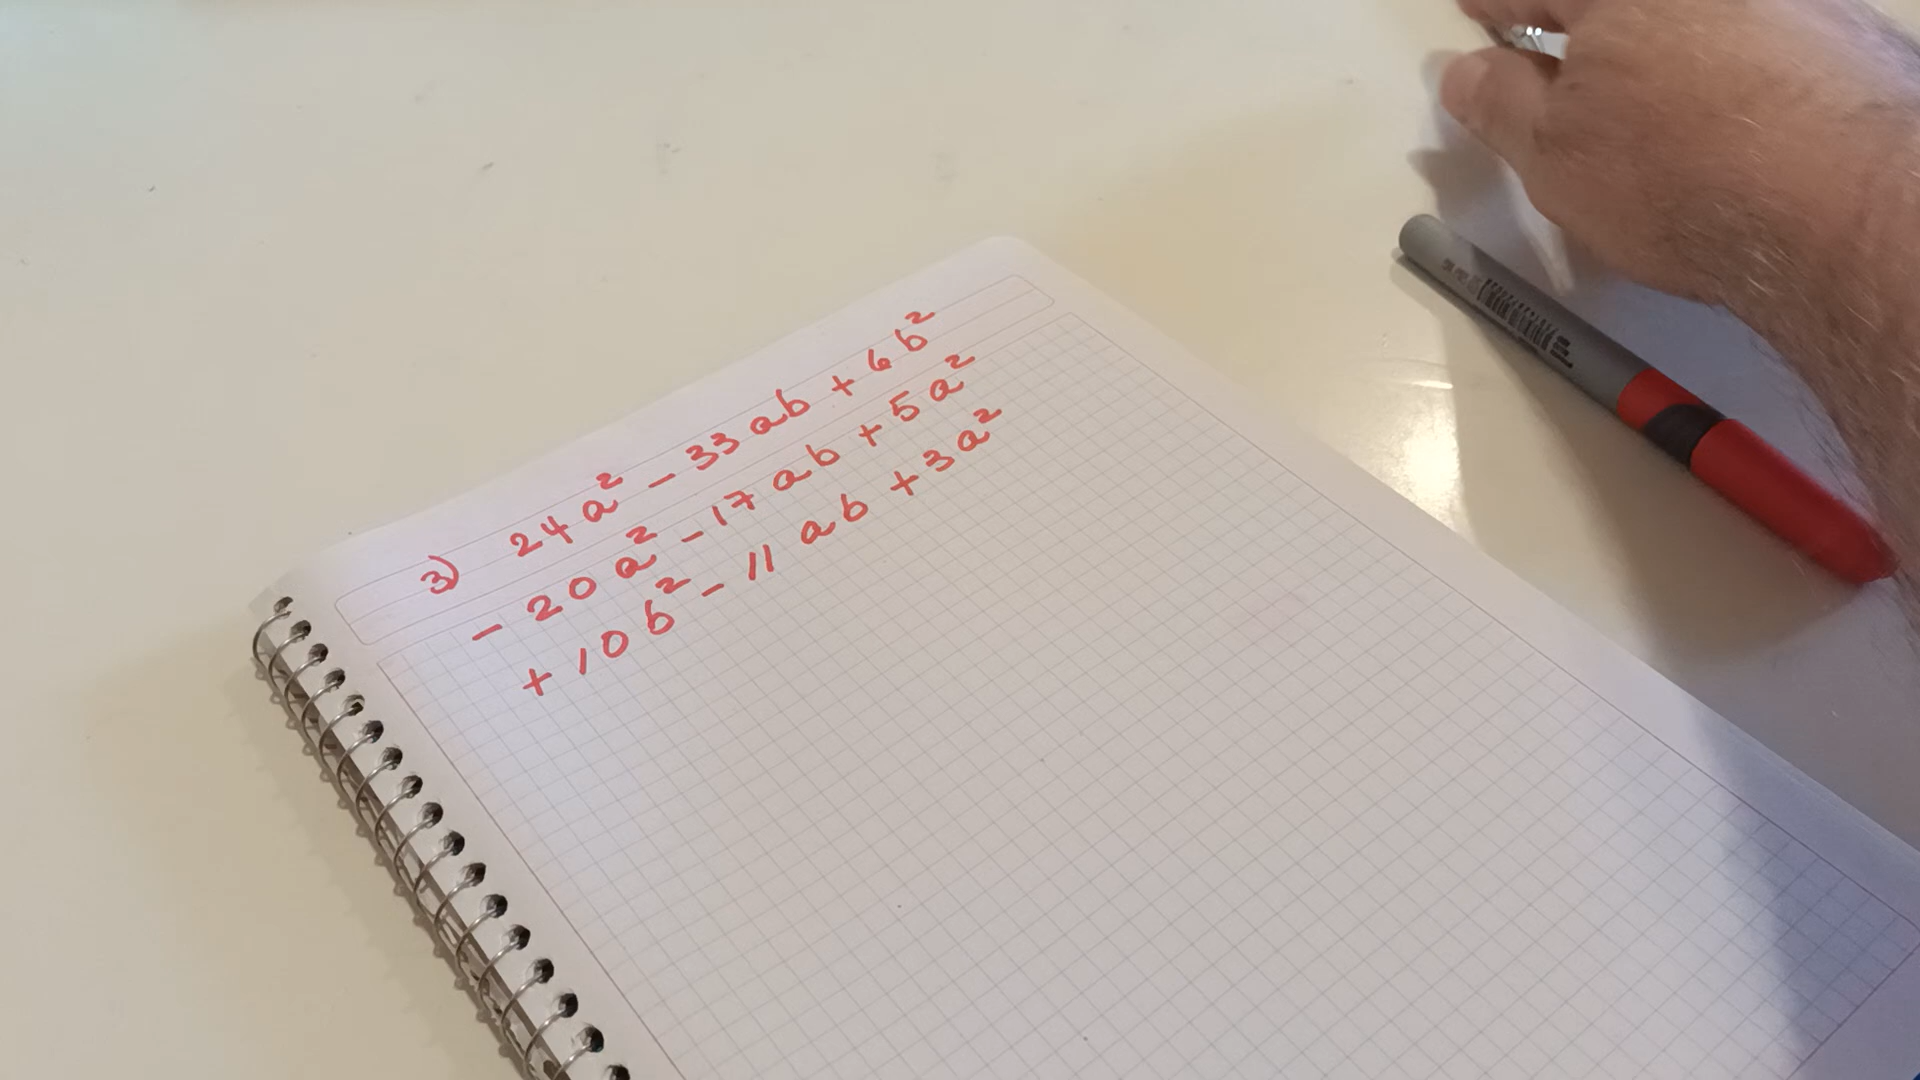 3) 24a² - 33ab + 6b²
- 20a² - 17ab + 5a²
+ 10b² - 11ab + 3a²